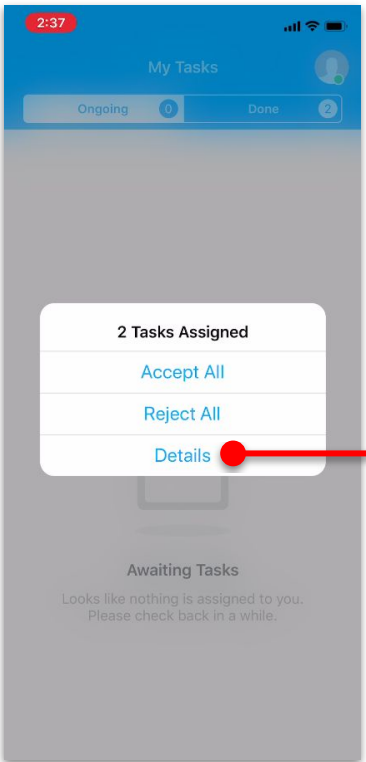 2:37
My Tasks
Ongoing 0 Done 2
2 Tasks Assigned
Accept All
Reject All
Details
Awaiting Tasks
Looks like nothing is assigned to you.
Please check back in a while.